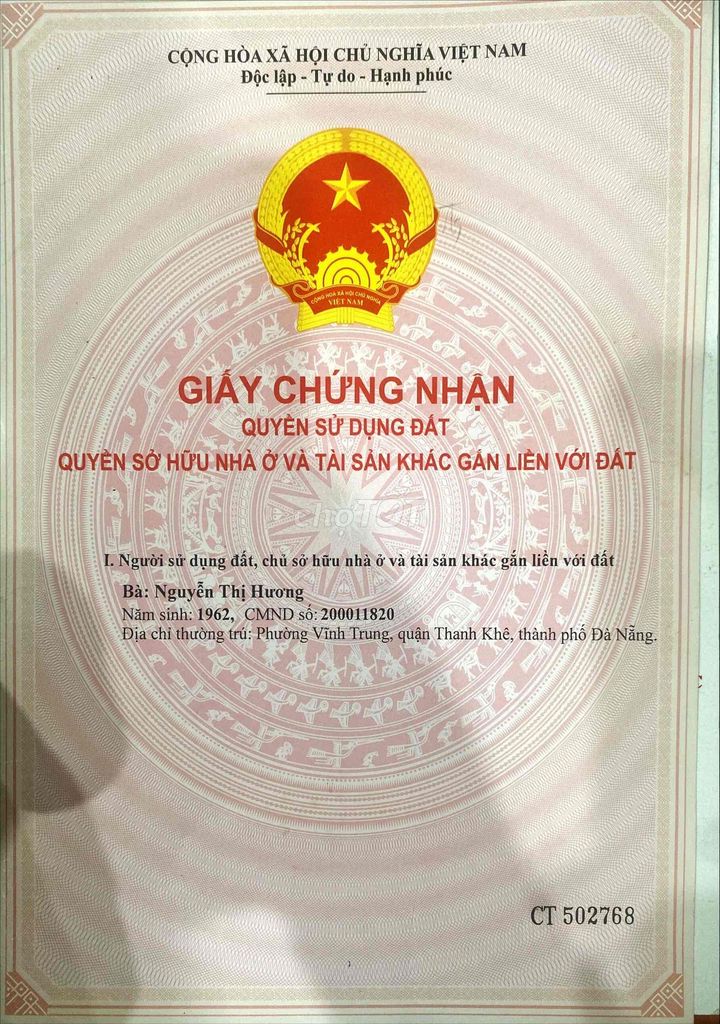 CỘNG HÒA XÃ HỘI CHỦ NGHĨA VIỆT NAM
Độc lập - Tự do - Hạnh phúc
CỘNG HÒA XÃ HỘI CHỦ NGHĨA
VIỆT NAM
GIẤY CHỨNG NHẬN
QUYỀN SỬ DỤNG ĐẤT
QUYỀN SỞ HỮU NHÀ Ở VÀ TÀI SẢN KHÁC GẮN LIỀN VỚI ĐẤT
chợTỐT
I. Người sử dụng đất, chủ sở hữu nhà ở và tài sản khác gắn liền với đất
Bà: Nguyễn Thị Hương
Năm sinh: 1962, CMND số: 200011820
Địa chỉ thường trú: Phường Vĩnh Trung, quận Thanh Khê, thành phố Đà Nẵng.
CT 502768
1